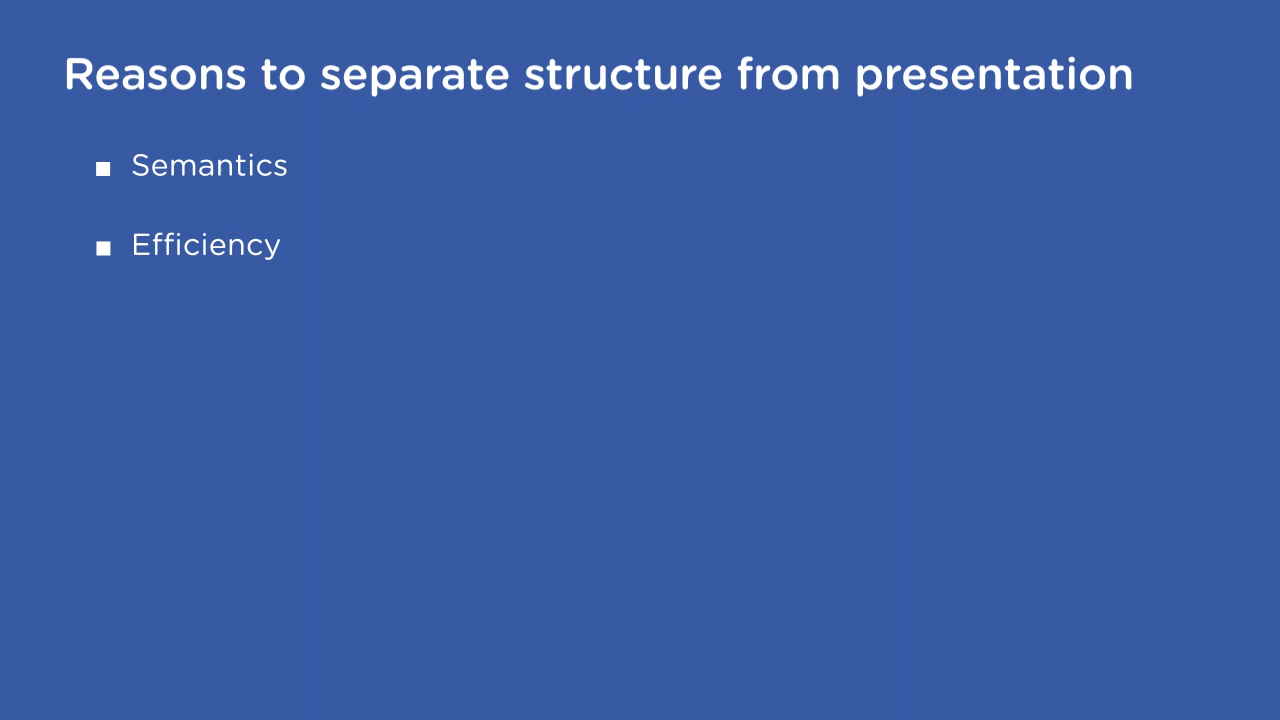 Reasons to separate structure from presentation
■ Semantics
■ Efficiency